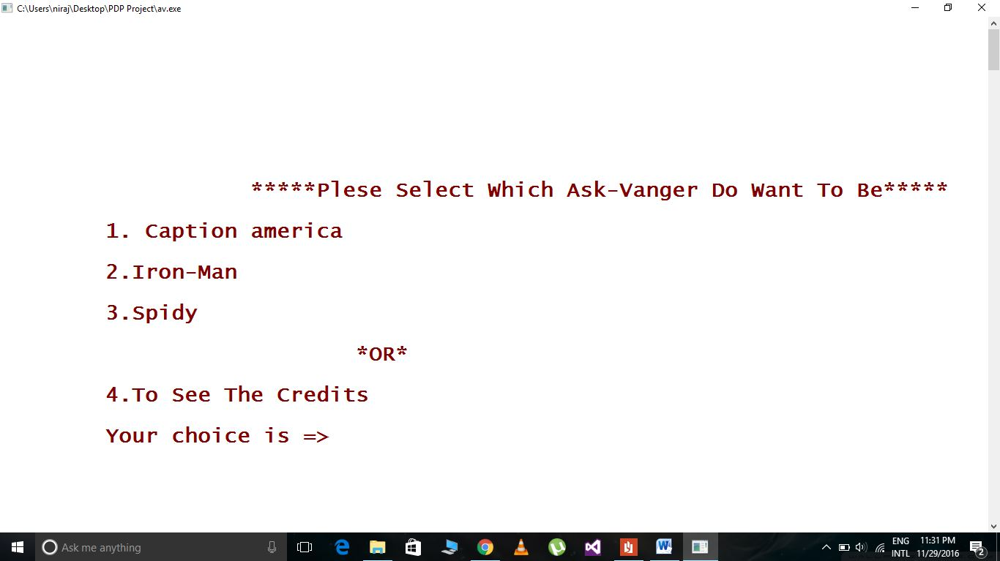 C:\Users\niraj\Desktop\PDP Project\av.exe
*****Plese Select Which Ask-Vanger Do Want To Be*****
1. Caption america
2.Iron-Man
3.Spidy
*OR*
4.To See The Credits
Your choice is =>
Ask me anything
ENG
INTL
11:31 PM
11/29/2016
2